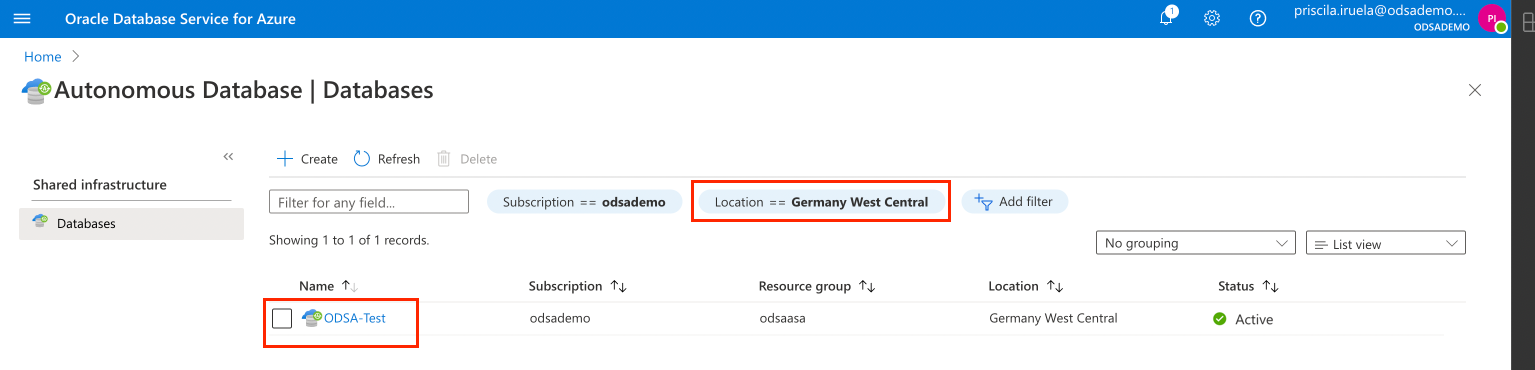 Oracle Database Service for Azure
1
priscila.iruela@odsademo....
ODSADEMO
PI
Home
Autonomous Database | Databases
Create Refresh Delete
Shared infrastructure
Databases
Filter for any field...
Subscription == odsademo
Location == Germany West Central
Add filter
Showing 1 to 1 of 1 records.
No grouping
List view
Name Subscription Resource group Location Status
ODSA-Test odsademo odsaasa Germany West Central Active